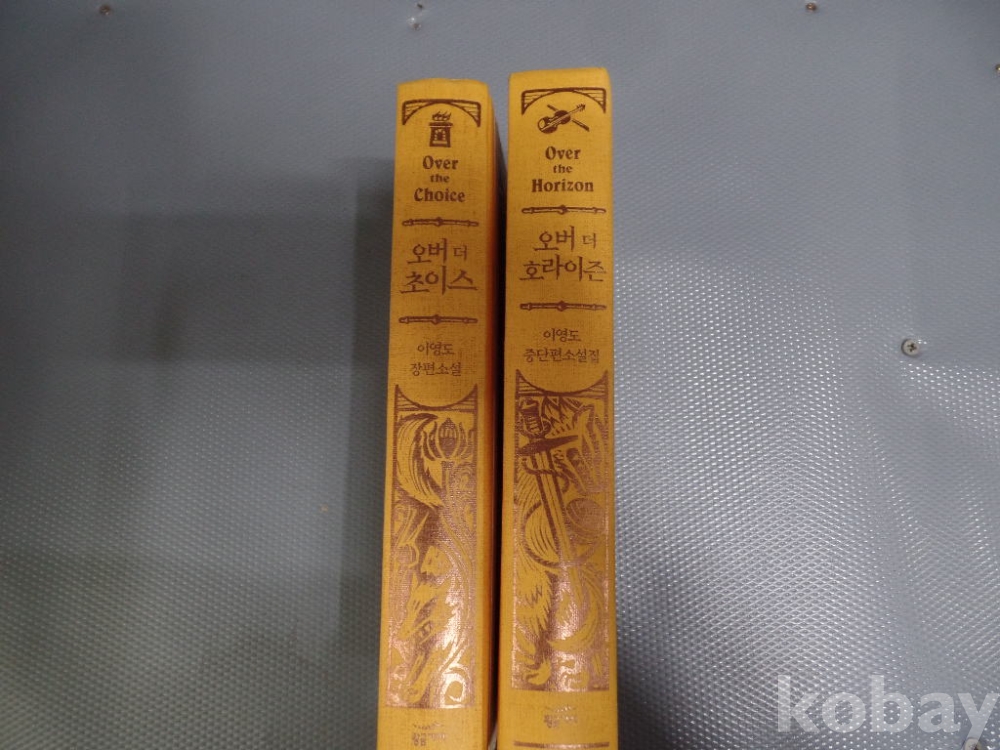 Over
the
Choice
오버 더
초이스
이영도
장편소설
Over
the
Horizon
오버 더
호라이즌
이영도
중단편소설집
kobay